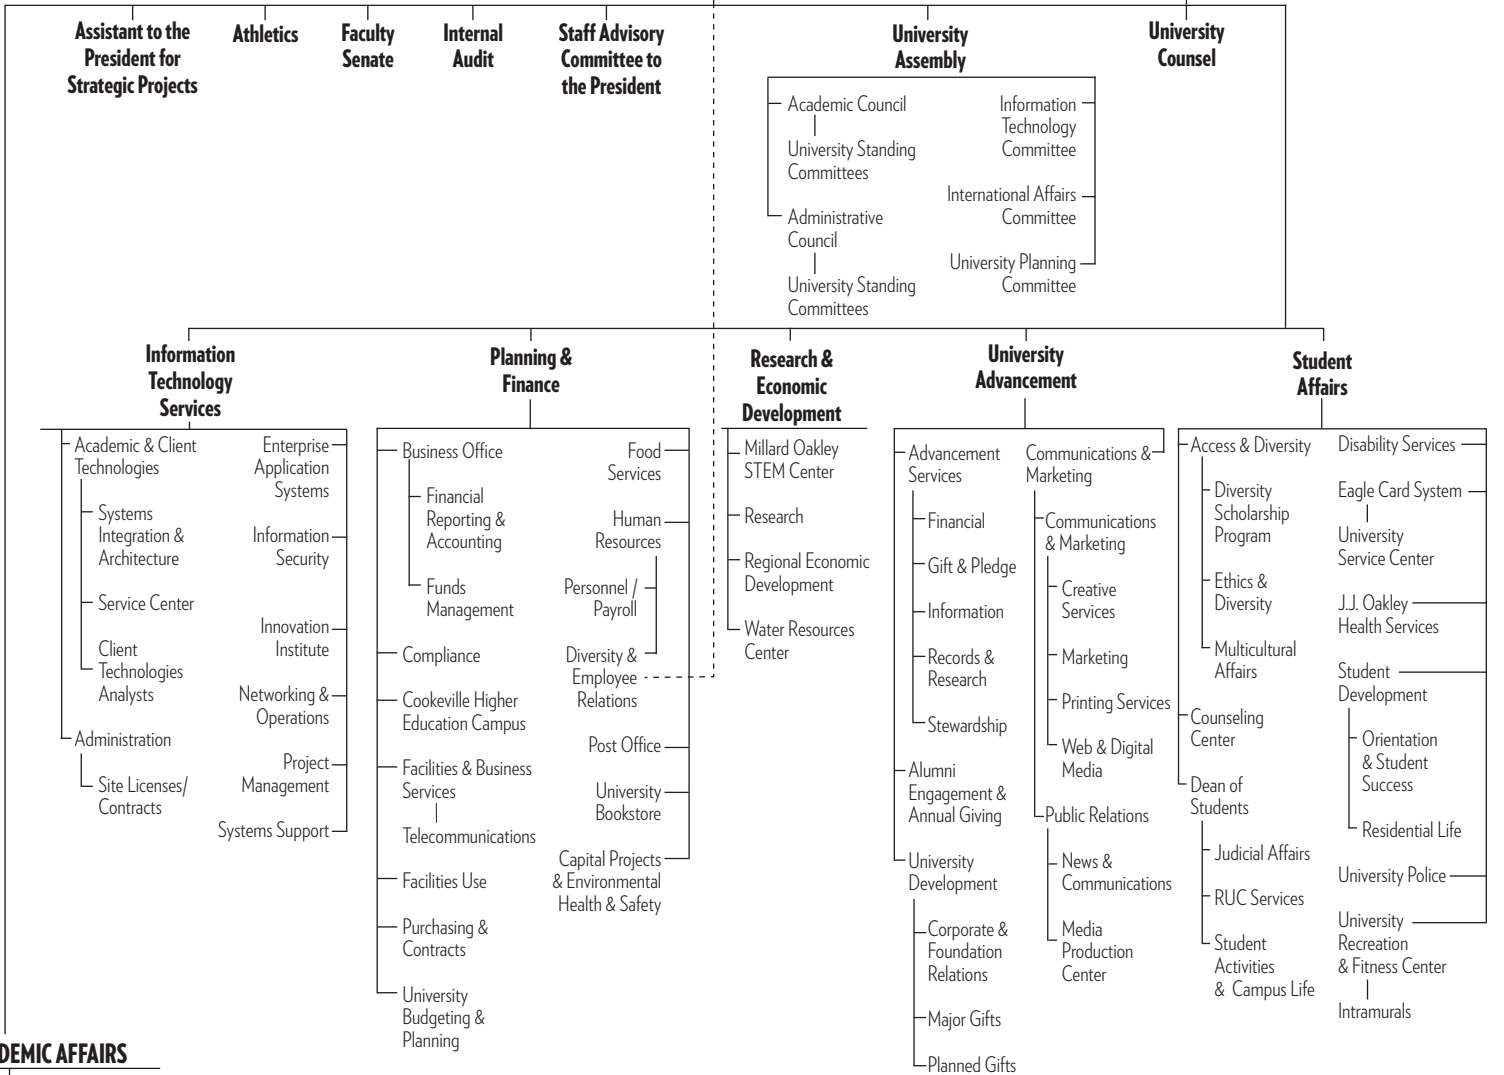 Assistant to the
President for
Strategic Projects
Athletics
Faculty
Senate
Internal
Audit
Staff Advisory
Committee to
the President
University
Assembly
University
Counsel
Academic Council
University Standing
Committees
Administrative
Council
University Standing
Committees
Information
Technology
Committee
International Affairs
Committee
University Planning
Committee
Information
Technology
Services
Academic & Client
Technologies
Systems
Integration &
Architecture
Service Center
Client
Technologies
Analysts
Administration
Site Licenses/
Contracts
Enterprise
Application
Systems
Information
Security
Innovation
Institute
Networking &
Operations
Project
Management
Systems Support
Planning &
Finance
Business Office
Financial
Reporting &
Accounting
Funds
Management
Compliance
Cookeville Higher
Education Campus
Facilities & Business
Services
Telecommunications
Facilities Use
Purchasing &
Contracts
University
Budgeting &
Planning
Food
Services
Human
Resources
Personnel /
Payroll
Diversity &
Employee
Relations
Post Office
University
Bookstore
Capital Projects
& Environmental
Health & Safety
Research &
Economic
Development
Millard Oakley
STEM Center
Research
Regional Economic
Development
Water Resources
Center
University
Advancement
Advancement
Services
Financial
Gift & Pledge
Information
Records &
Research
Stewardship
Alumni
Engagement &
Annual Giving
University
Development
Corporate &
Foundation
Relations
Major Gifts
Planned Gifts
Communications &
Marketing
Communications
& Marketing
Creative
Services
Marketing
Printing Services
Web & Digital
Media
Public Relations
News &
Communications
Media
Production
Center
Student
Affairs
Access & Diversity
Diversity
Scholarship
Program
Ethics &
Diversity
Multicultural
Affairs
Counseling
Center
Dean of
Students
Judicial Affairs
RUC Services
Student
Activities
& Campus Life
Disability Services
Eagle Card System
University
Service Center
J.J. Oakley
Health Services
Student
Development
Orientation
& Student
Success
Residential Life
University Police
University
Recreation
& Fitness Center
Intramurals
DEMIC AFFAIRS